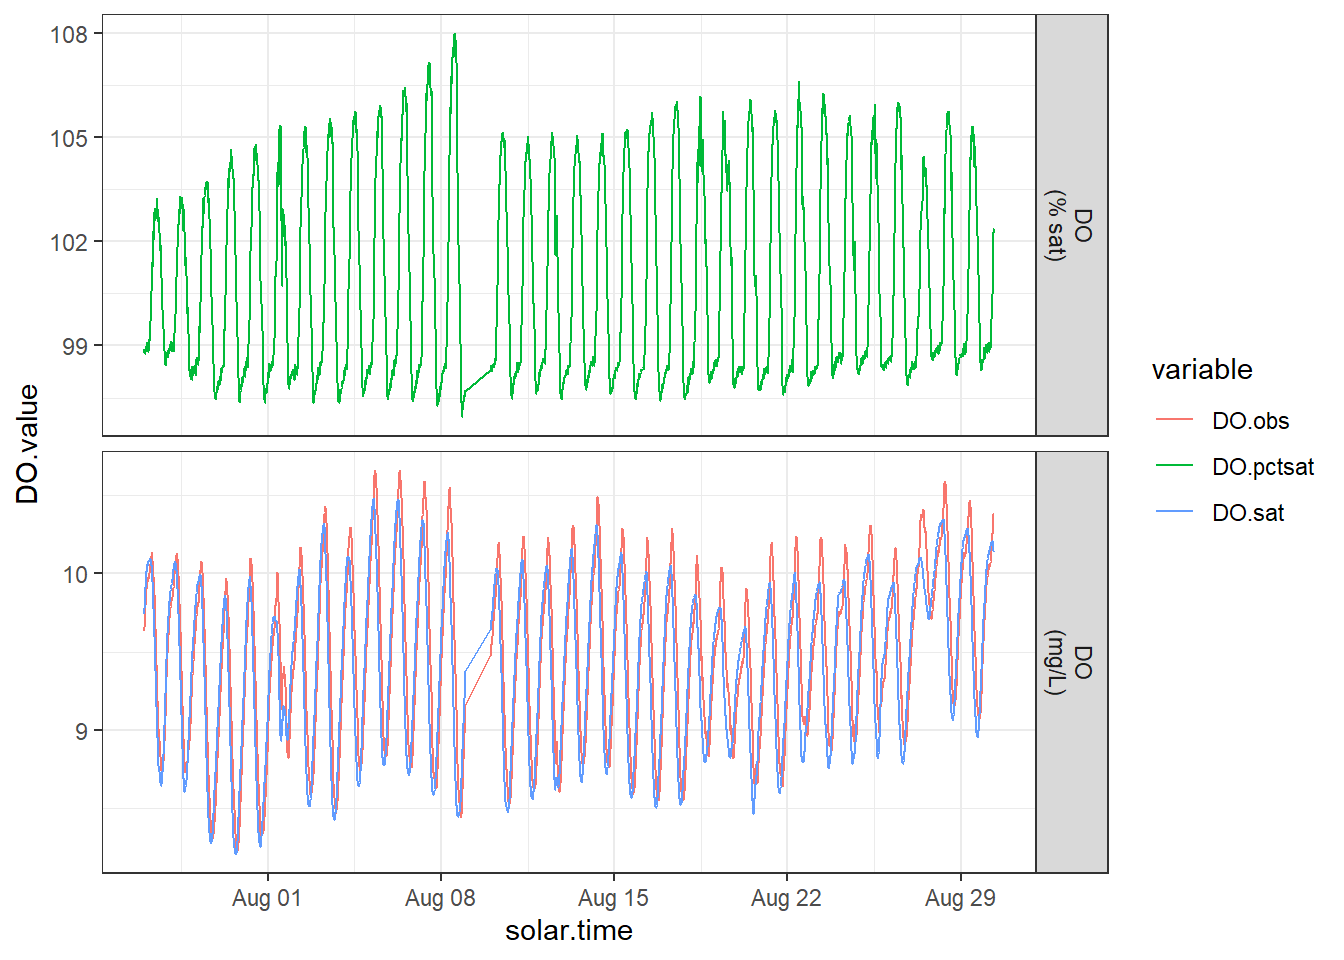 108
105
102
99
DO
(% sat)
10
9
DO
(mg/L)
DO.value
Aug 01
Aug 08
Aug 15
Aug 22
Aug 29
solar.time
variable
DO.obs
DO.pctsat
DO.sat